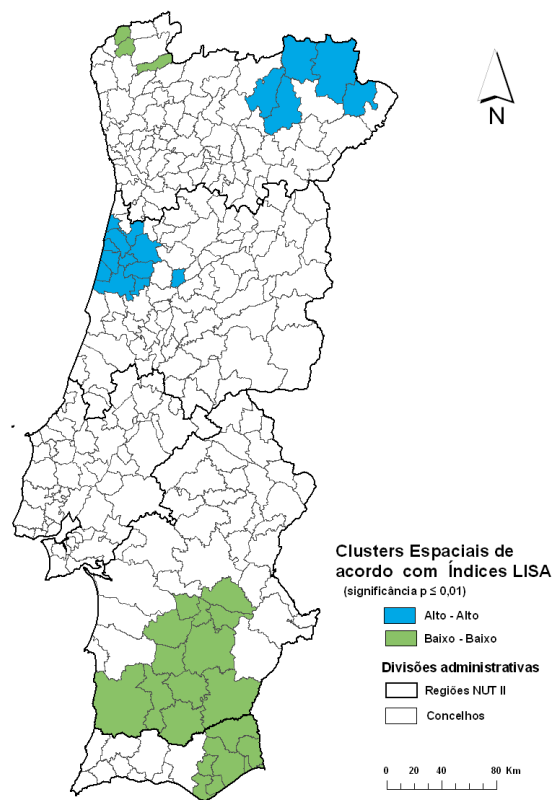 N
Clusters Espaciais de
acordo com Índices LISA
(significância p ≤ 0,01)
Alto - Alto
Baixo - Baixo
Divisões administrativas
Regiões NUT II
Concelhos
0 20 40 80 Km